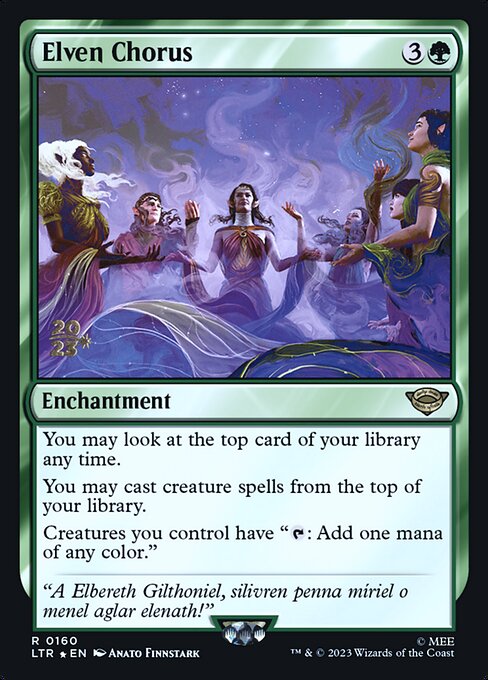 Elven Chorus 3
20
23
Enchantment
You may look at the top card of your library
any time.
You may cast creature spells from the top of
your library.
Creatures you control have “: Add one mana
of any color.”
“A Elbereth Gilthoniel, silivren penna míriel o
menel aglar elenath!”
R 0160
© MEE
LTR ★ EN Anato Finnstark
™ & © 2023 Wizards of the Coast